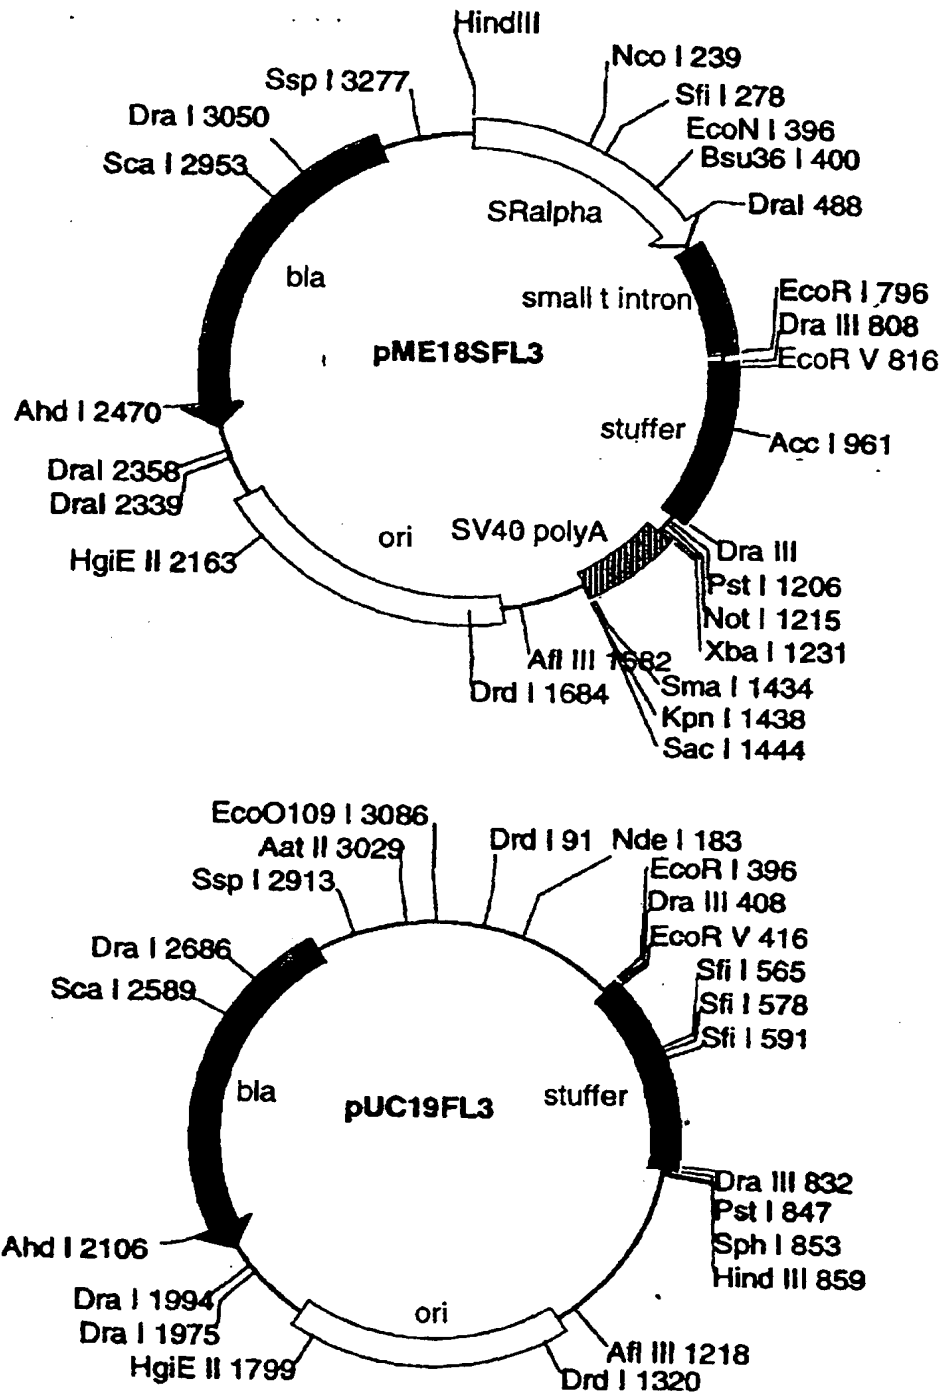 HindIII
Nco I 239
Ssp I 3277
Sfi I 278
Dra I 3050
EcoN I 396
Sca I 2953
Bsu36 I 400
SRalpha
DraI 488
bla
small t intron
EcoR I 796
Dra III 808
pME18SFL3
EcoR V 816
Ahd I 2470
stuffer
Acc I 961
DraI 2358
DraI 2339
ori
SV40 polyA
HgiE II 2163
Dra III
Pst I 1206
Not I 1215
Xba I 1231
Afl III
Sma I 1434
Drd I 1684
Kpn I 1438
Sac I 1444
EcoO109 I 3086
Aat II 3029
Drd I 91
Nde I 183
Ssp I 2913
EcoR I 396
Dra III 408
Dra I 2686
EcoR V 416
Sca I 2589
Sfi I 565
Sfi I 578
Sfi I 591
bla
pUC19FL3
stuffer
Dra III 832
Pst I 847
Ahd I 2106
Sph I 853
Hind III 859
Dra I 1994
Dra I 1975
ori
HgiE II 1799
Afl III 1218
Drd I 1320